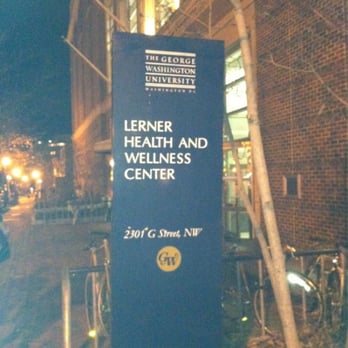 THE GEORGE
WASHINGTON
UNIVERSITY
WASHINGTON DC
LERNER
HEALTH AND
WELLNESS
CENTER
2301 G Street, NW
GW